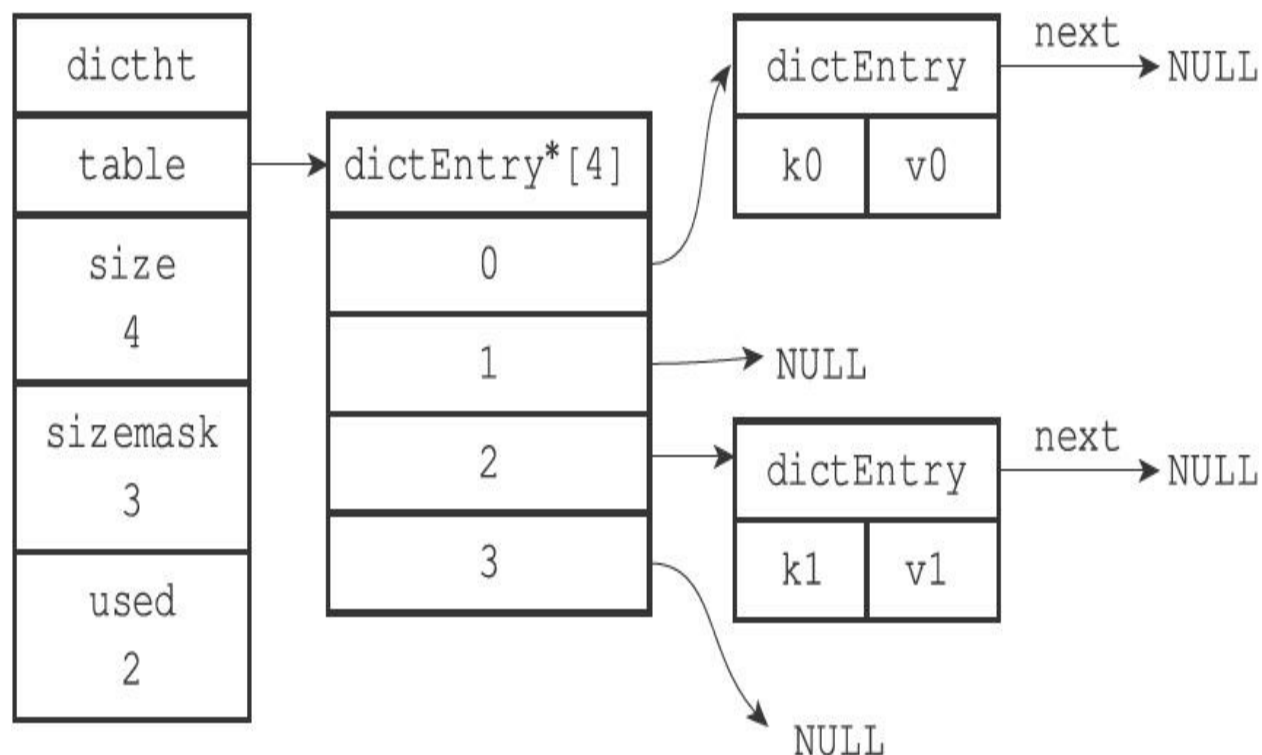 dictht
table
size
4
sizemask
3
used
2
dictEntry*[4]
0
1
2
3
dictEntry
k0 v0
next
NULL
NULL
dictEntry
k1 v1
next
NULL
NULL